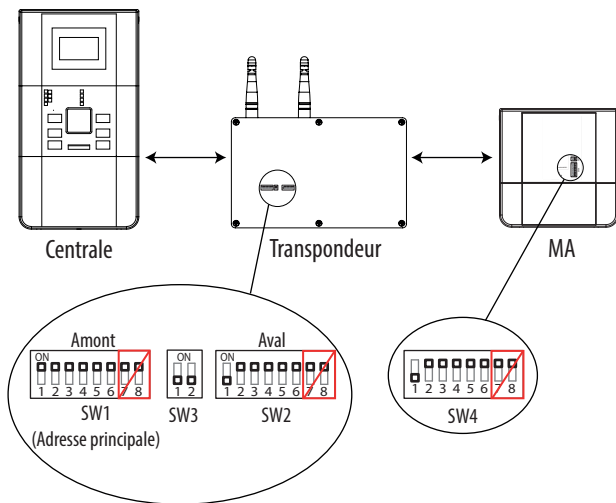 Centrale
Transpondeur
MA
Amont
ON
1 2 3 4 5 6 7 8
SW1
(Adresse principale)
ON
1 2
SW3
Aval
ON
1 2 3 4 5 6 7 8
SW2
1 2 3 4 5 6 7 8
SW4